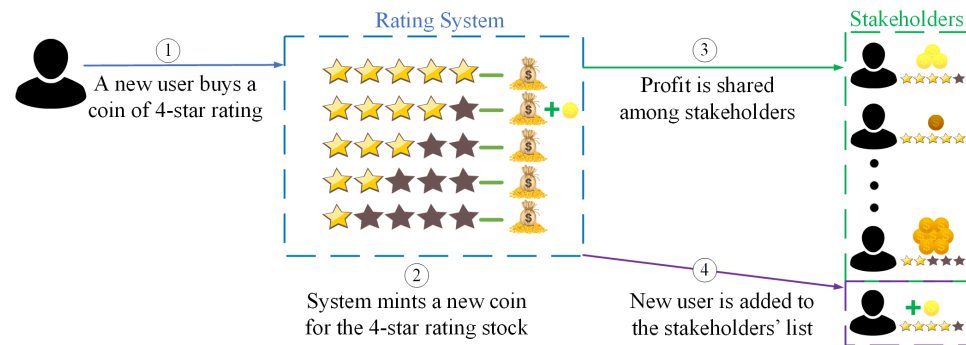 Rating System
Stakeholders
1
A new user buys a
coin of 4-star rating
2
System mints a new coin
for the 4-star rating stock
3
Profit is shared
among stakeholders
4
New user is added to
the stakeholders' list